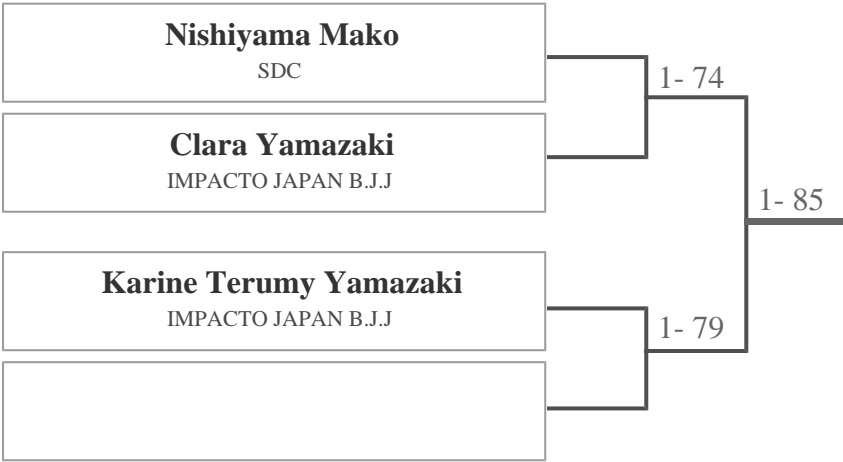 Nishiyama Mako
SDC
1- 74
Clara Yamazaki
IMPACTO JAPAN B.J.J
1- 85
Karine Terumy Yamazaki
IMPACTO JAPAN B.J.J
1- 79